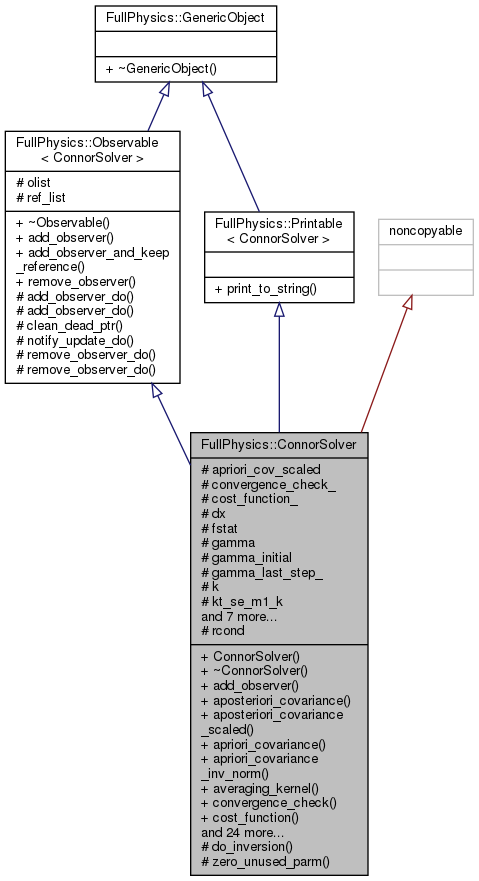 FullPhysics::GenericObject
+ ~GenericObject()
FullPhysics::Observable
< ConnorSolver >
# olist
# ref_list
+ ~Observable()
+ add_observer()
+ add_observer_and_keep
_reference()
+ remove_observer()
# add_observer_do()
# add_observer_do()
# clean_dead_ptr()
# notify_update_do()
# remove_observer_do()
# remove_observer_do()
FullPhysics::Printable
< ConnorSolver >
+ print_to_string()
noncopyable
FullPhysics::ConnorSolver
# apriori_cov_scaled
# convergence_check_
# cost_function_
# dx
# fstat
# gamma
# gamma_initial
# gamma_last_step_
# k
# kt_se_m1_k
and 7 more...
# rcond
+ ConnorSolver()
+ ~ConnorSolver()
+ add_observer()
+ aposteriori_covariance()
+ aposteriori_covariance
_scaled()
+ apriori_covariance()
+ apriori_covariance
_inv_norm()
+ averaging_kernel()
+ convergence_check()
+ cost_function()
and 24 more...
# do_inversion()
# zero_unused_parm()